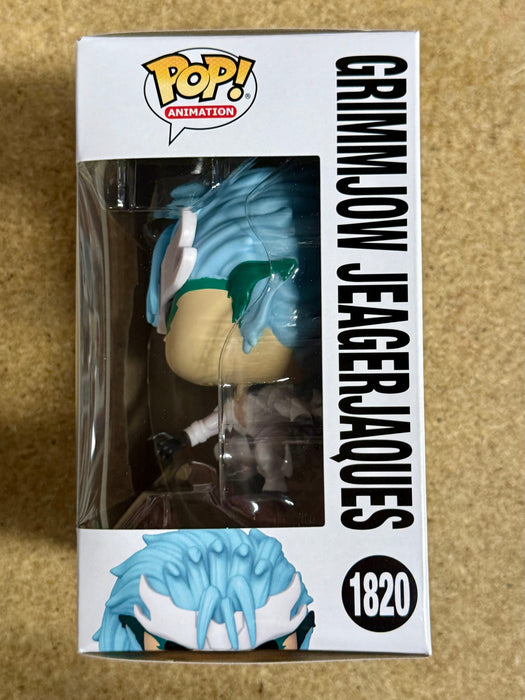 POP!
®
ANIMATION
GRIMMJOW JEAGERJAQUES
1820